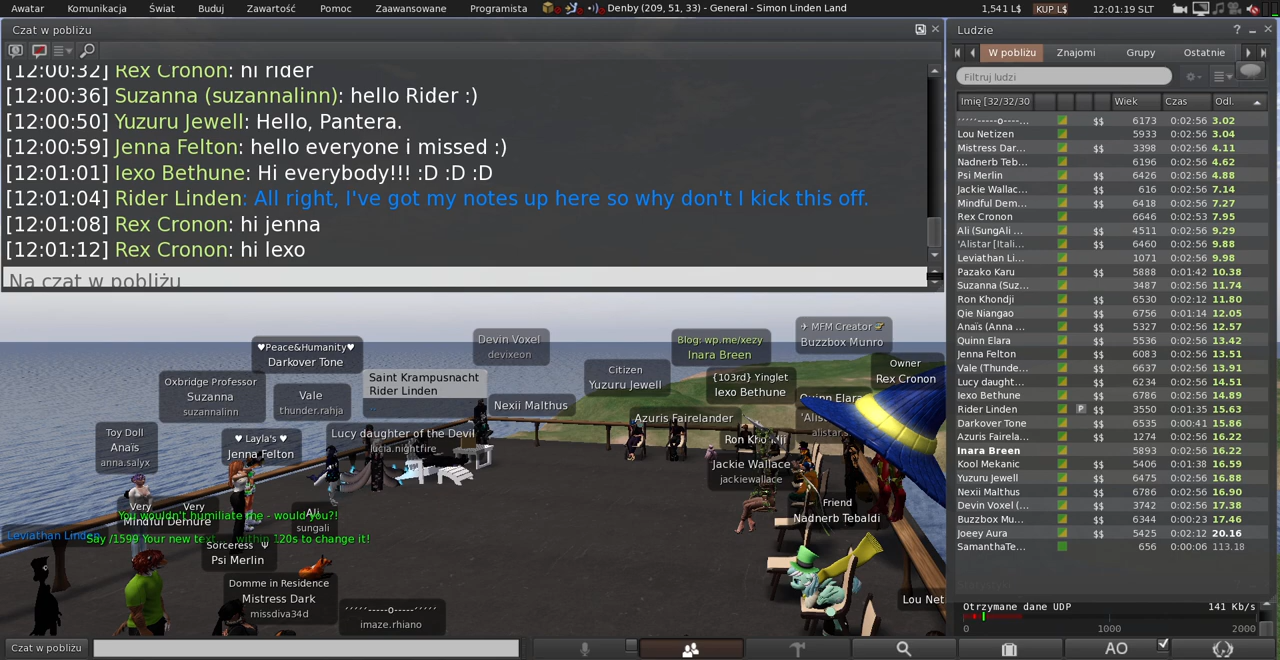 Awatar Komunikacja Świat Buduj Zawartość Pomoc Zaawansowane Programista Denby (209, 51, 33) - General - Simon Linden Land 1,541 L$ KUP L$ 12:01:19 SLT
Czat w pobliżu
[12:00:32] Rex Cronon: hi rider
[12:00:36] Suzanna (suzannalinn): hello Rider :)
[12:00:50] Yuzuru Jewell: Hello, Pantera.
[12:00:59] Jenna Felton: hello everyone i missed :)
[12:01:01] Iexo Bethune: Hi everybody!!! :D :D :D
[12:01:04] Rider Linden: All right, I've got my notes up here so why don't I kick this off.
[12:01:08] Rex Cronon: hi jenna
[12:01:12] Rex Cronon: hi lexo
Na czat w pobliżu
♥Peace&Humanity♥
Darkover Tone
Devin Voxel
devixeon
Blog: wp.me/xezy
Inara Breen
✈ MFM Creator
Buzzbox Munro
Oxbridge Professor
Suzanna
suzannalinn
Vale
thunder.rahja
Saint Krampusnacht
Rider Linden
Nexii Malthus
Citizen
Yuzuru Jewell
{103rd} Yinglet
Iexo Bethune
Owner
Rex Cronon
Quinn Elara
Toy Doll
Anaïs
anna.salyx
♥ Layla's ♥
Jenna Felton
Lucy daughter of the Devil
lucia.nightfire
Azuris Fairelander
Ron Khondji
Jackie Wallace
jackiewallace
Very Very
Mindful Demure
You wouldn't humiliate me - would you?!
Ali
sungali
Leviathan Linden
Say /1599 Your new text within 120s to change it!
Friend
Nadnerb Tebaldi
Sorceress Ψ
Psi Merlin
Domme in Residence
Mistress Dark
missdiva34d
´´´´´-----o-----´´´´´
imaze.rhiano
Lou Net
Ludzie
W pobliżu Znajomi Grupy Ostatnie
Filtruj ludzi
Imię [32/32/30 Wiek Czas Odl.
´´´´´-----o----... $$ 6173 0:02:56 3.02
Lou Netizen 5933 0:02:56 3.04
Mistress Dar... $$ 3398 0:02:56 4.11
Nadnerb Teb... 6196 0:02:56 4.62
Psi Merlin $$ 6426 0:02:56 4.88
Jackie Wallac... $$ 616 0:02:56 7.14
Mindful Dem... $$ 6418 0:02:56 7.27
Rex Cronon 6646 0:02:53 7.95
Ali (SungAli ... $$ 4511 0:02:56 9.29
'Alistar [Itali... $$ 6460 0:02:56 9.88
Leviathan Li... 1071 0:02:56 9.98
Pazako Karu $$ 5888 0:01:42 10.38
Suzanna (Suz... 3487 0:02:56 11.74
Ron Khondji $$ 6530 0:02:12 11.80
Qie Niangao $$ 6756 0:01:14 12.05
Anaïs (Anna ... $$ 5327 0:02:56 12.57
Quinn Elara $$ 5536 0:02:56 13.42
Jenna Felton $$ 6083 0:02:56 13.51
Vale (Thunde... $$ 6637 0:02:56 13.91
Lucy daught... $$ 6234 0:02:56 14.51
Iexo Bethune $$ 6786 0:02:56 14.89
Rider Linden P $$ 3550 0:01:35 15.63
Darkover Tone $$ 6535 0:00:41 15.86
Azuris Fairela... $$ 1274 0:02:56 16.22
Inara Breen 5893 0:02:56 16.22
Kool Mekanic $$ 5406 0:01:38 16.59
Yuzuru Jewell $$ 6475 0:02:56 16.88
Nexii Malthus $$ 6786 0:02:56 16.90
Devin Voxel ( $$ 3742 0:02:56 17.38
Buzzbox Mu... $$ 6344 0:00:23 17.46
Joeey Aura $$ 5425 0:02:12 20.16
SamanthaTe... 656 0:00:06 113.18
Otrzymane dane UDP 141 Kb/s
0 1000 2000
Czat w pobliżu AO